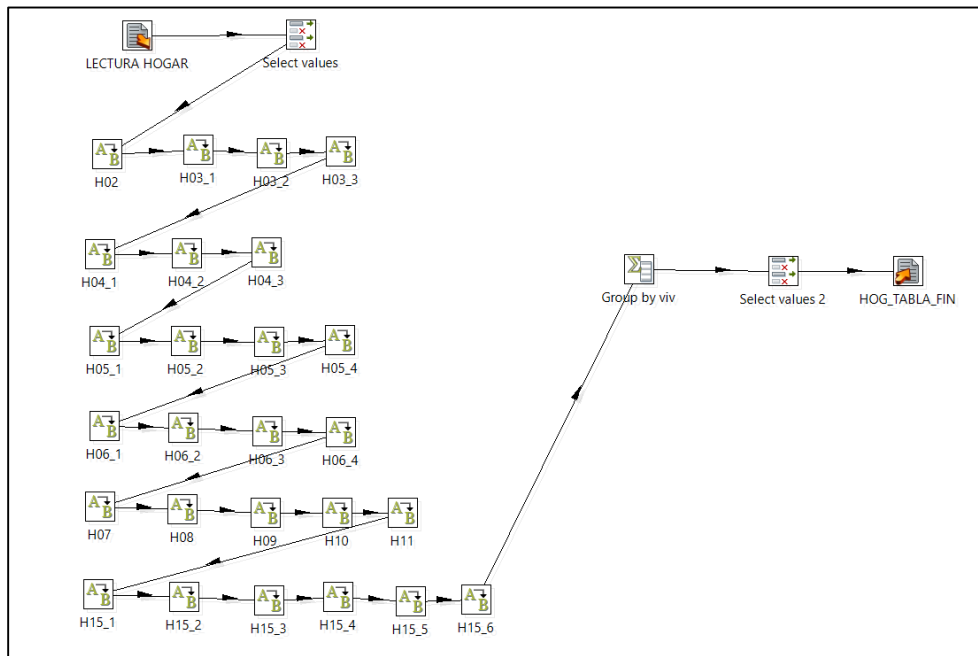 LECTURA HOGAR
Select values
H02
H03_1
H03_2
H03_3
H04_1
H04_2
H04_3
Group by viv
Select values 2
HOG_TABLA_FIN
H05_1
H05_2
H05_3
H05_4
H06_1
H06_2
H06_3
H06_4
H07
H08
H09
H10
H11
H15_1
H15_2
H15_3
H15_4
H15_5
H15_6